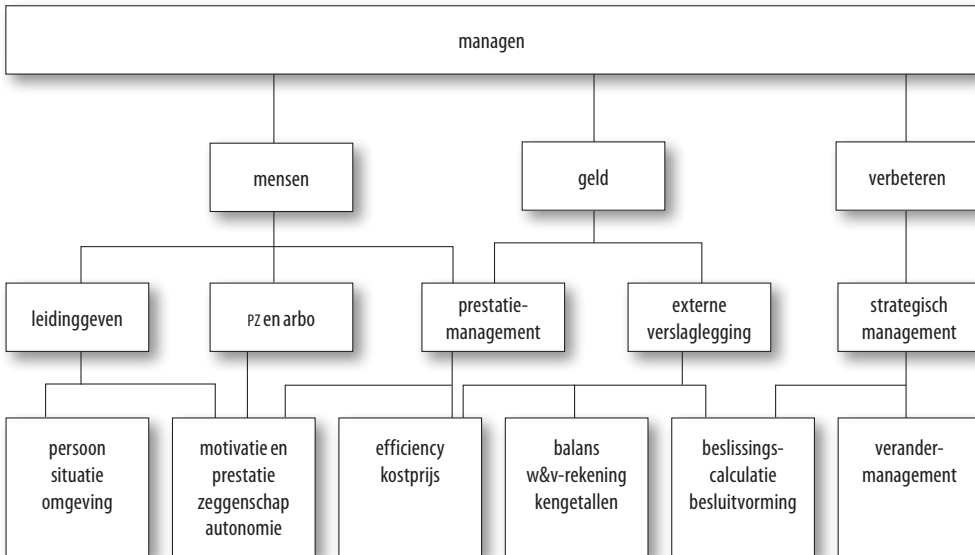 managen
mensen
geld
verbeteren
leidinggeven
PZ en arbo
prestatie-
management
externe
verslaglegging
strategisch
management
persoon
situatie
omgeving
motivatie en
prestatie
zeggenschap
autonomie
efficiency
kostprijs
balans
w&v-rekening
kengetallen
beslissings-
calculatie
besluitvorming
verander-
management